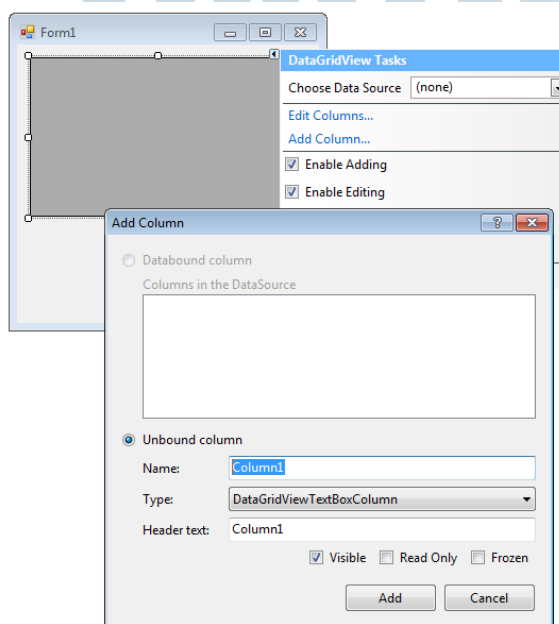 Form1
DataGridView Tasks
Choose Data Source (none)
Edit Columns...
Add Column...
Enable Adding
Enable Editing
Add Column
Databound column
Columns in the DataSource
Unbound column
Name: Column1
Type: DataGridViewTextBoxColumn
Header text: Column1
Visible Read Only Frozen
Add Cancel